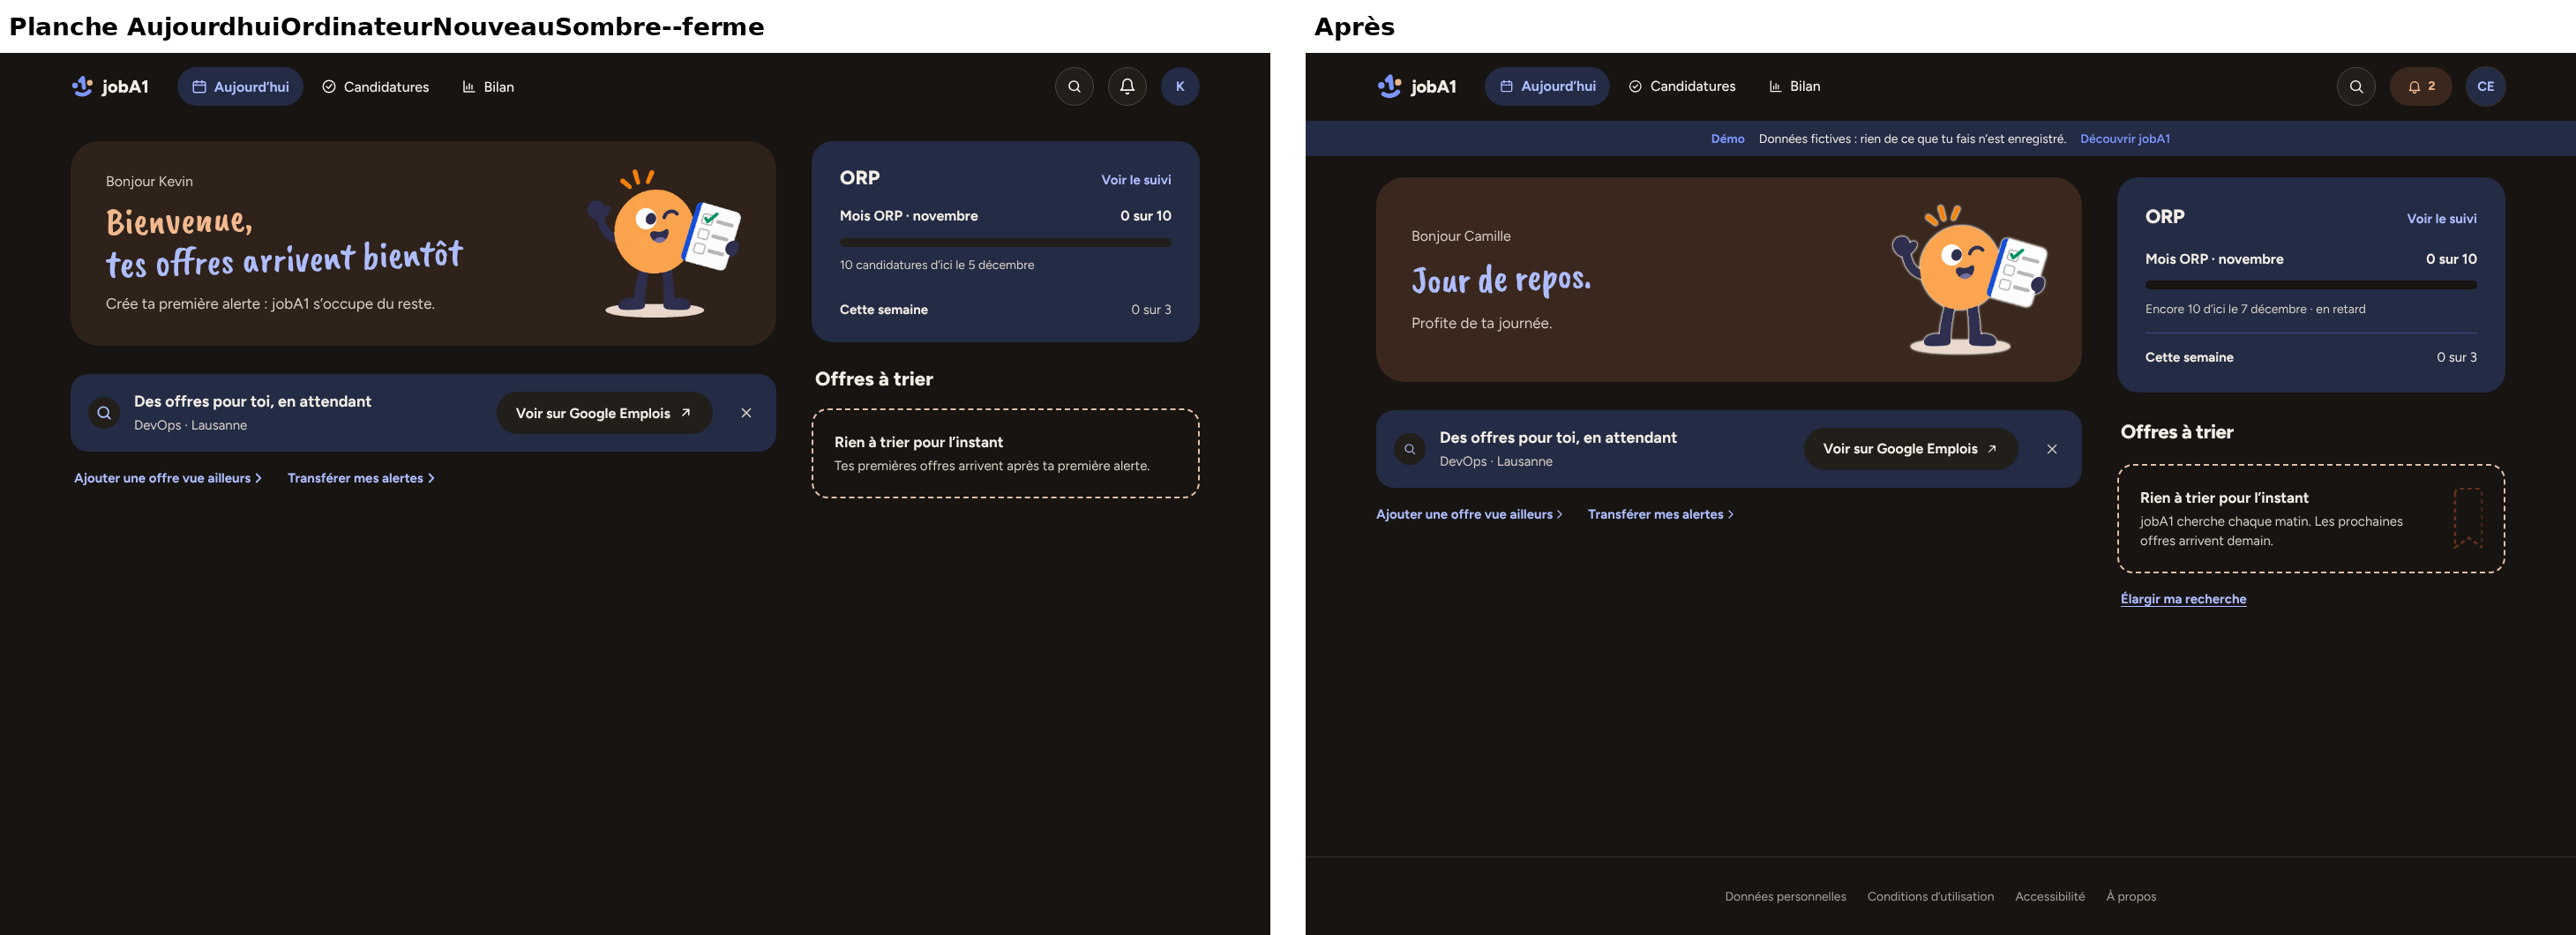 Planche AujourdhuiOrdinateurNouveauSombre--ferme
jobA1
Aujourd’hui
Candidatures
Bilan
K
Bonjour Kevin
Bienvenue,
tes offres arrivent bientôt
Crée ta première alerte : jobA1 s’occupe du reste.
ORP
Voir le suivi
Mois ORP · novembre
0 sur 10
10 candidatures d’ici le 5 décembre
Cette semaine
0 sur 3
Des offres pour toi, en attendant
DevOps · Lausanne
Voir sur Google Emplois
Ajouter une offre vue ailleurs
Transférer mes alertes
Offres à trier
Rien à trier pour l’instant
Tes premières offres arrivent après ta première alerte.
Après
jobA1
Aujourd’hui
Candidatures
Bilan
2
CE
Démo Données fictives : rien de ce que tu fais n’est enregistré. Découvrir jobA1
Bonjour Camille
Jour de repos.
Profite de ta journée.
ORP
Voir le suivi
Mois ORP · novembre
0 sur 10
Encore 10 d’ici le 7 décembre · en retard
Cette semaine
0 sur 3
Des offres pour toi, en attendant
DevOps · Lausanne
Voir sur Google Emplois
Ajouter une offre vue ailleurs
Transférer mes alertes
Offres à trier
Rien à trier pour l’instant
jobA1 cherche chaque matin. Les prochaines
offres arrivent demain.
Élargir ma recherche
Données personnelles
Conditions d’utilisation
Accessibilité
À propos